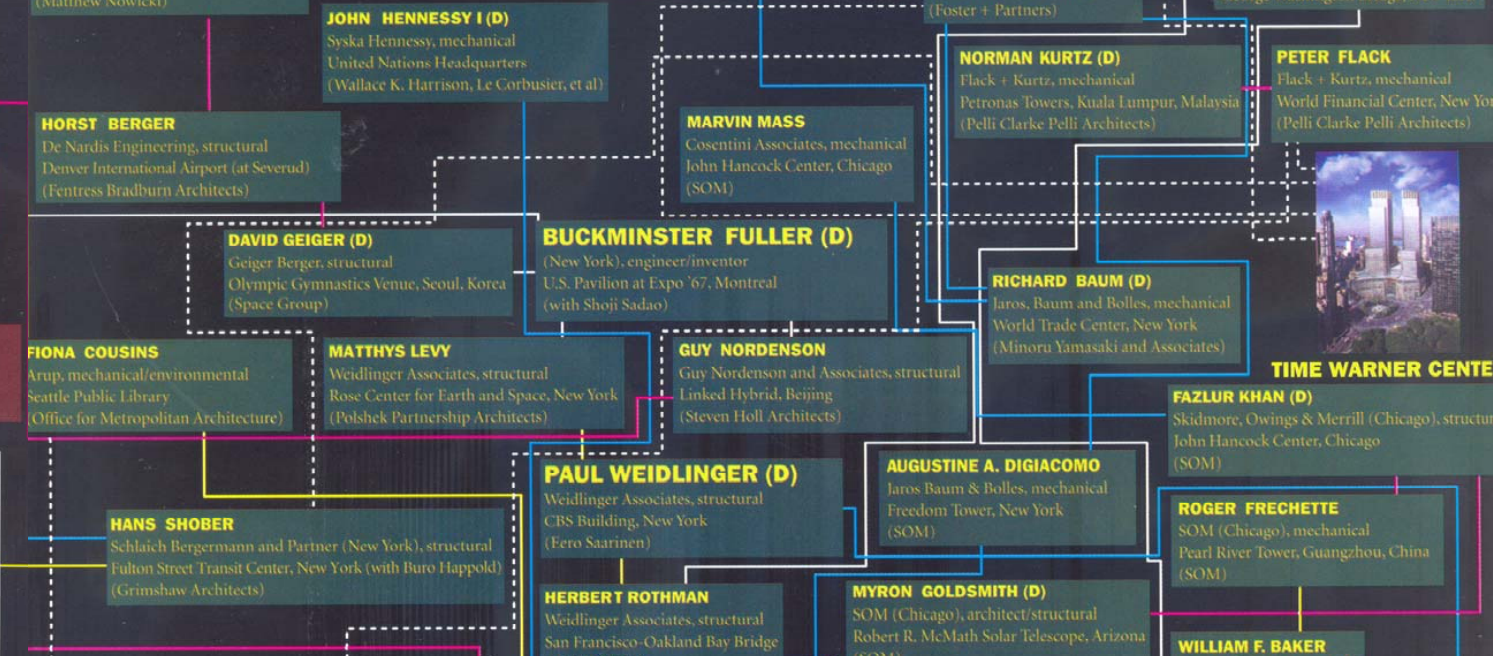 (Matthew Nowicki)
JOHN HENNESSY I (D)
Syska Hennessy, mechanical
United Nations Headquarters
(Wallace K. Harrison, Le Corbusier, et al)
(Foster + Partners)
NORMAN KURTZ (D)
Flack + Kurtz, mechanical
Petronas Towers, Kuala Lumpur, Malaysia
(Pelli Clarke Pelli Architects)
PETER FLACK
Flack + Kurtz, mechanical
World Financial Center, New Yor
(Pelli Clarke Pelli Architects)
HORST BERGER
De Nardis Engineering, structural
Denver International Airport (at Severud)
(Fentress Bradburn Architects)
MARVIN MASS
Cosentini Associates, mechanical
John Hancock Center, Chicago
(SOM)
DAVID GEIGER (D)
Geiger Berger, structural
Olympic Gymnastics Venue, Seoul, Korea
(Space Group)
BUCKMINSTER FULLER (D)
(New York), engineer/inventor
U.S. Pavilion at Expo '67, Montreal
(with Shoji Sadao)
RICHARD BAUM (D)
Jaros, Baum and Bolles, mechanical
World Trade Center, New York
(Minoru Yamasaki and Associates)
TIME WARNER CENTE
FIONA COUSINS
Arup, mechanical/environmental
Seattle Public Library
(Office for Metropolitan Architecture)
MATTHYS LEVY
Weidlinger Associates, structural
Rose Center for Earth and Space, New York
(Polshek Partnership Architects)
GUY NORDENSON
Guy Nordenson and Associates, structural
Linked Hybrid, Beijing
(Steven Holl Architects)
FAZLUR KHAN (D)
Skidmore, Owings & Merrill (Chicago), structur
John Hancock Center, Chicago
(SOM)
PAUL WEIDLINGER (D)
Weidlinger Associates, structural
CBS Building, New York
(Eero Saarinen)
AUGUSTINE A. DIGIACOMO
Jaros Baum & Bolles, mechanical
Freedom Tower, New York
(SOM)
ROGER FRECHETTE
SOM (Chicago), mechanical
Pearl River Tower, Guangzhou, China
(SOM)
HANS SHOBER
Schlaich Bergermann and Partner (New York), structural
Fulton Street Transit Center, New York (with Buro Happold)
(Grimshaw Architects)
HERBERT ROTHMAN
Weidlinger Associates, structural
San Francisco-Oakland Bay Bridge
MYRON GOLDSMITH (D)
SOM (Chicago), architect/structural
Robert R. McMath Solar Telescope, Arizona
(SOM)
WILLIAM F. BAKER